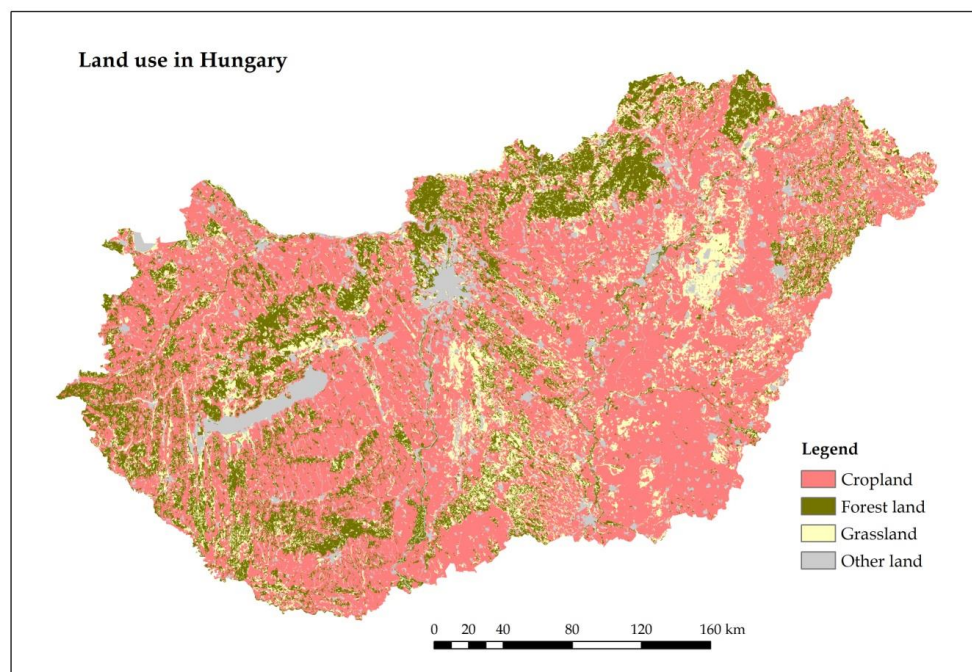 Land use in Hungary
Legend
Cropland
Forest land
Grassland
Other land
0 20 40 80 120 160 km